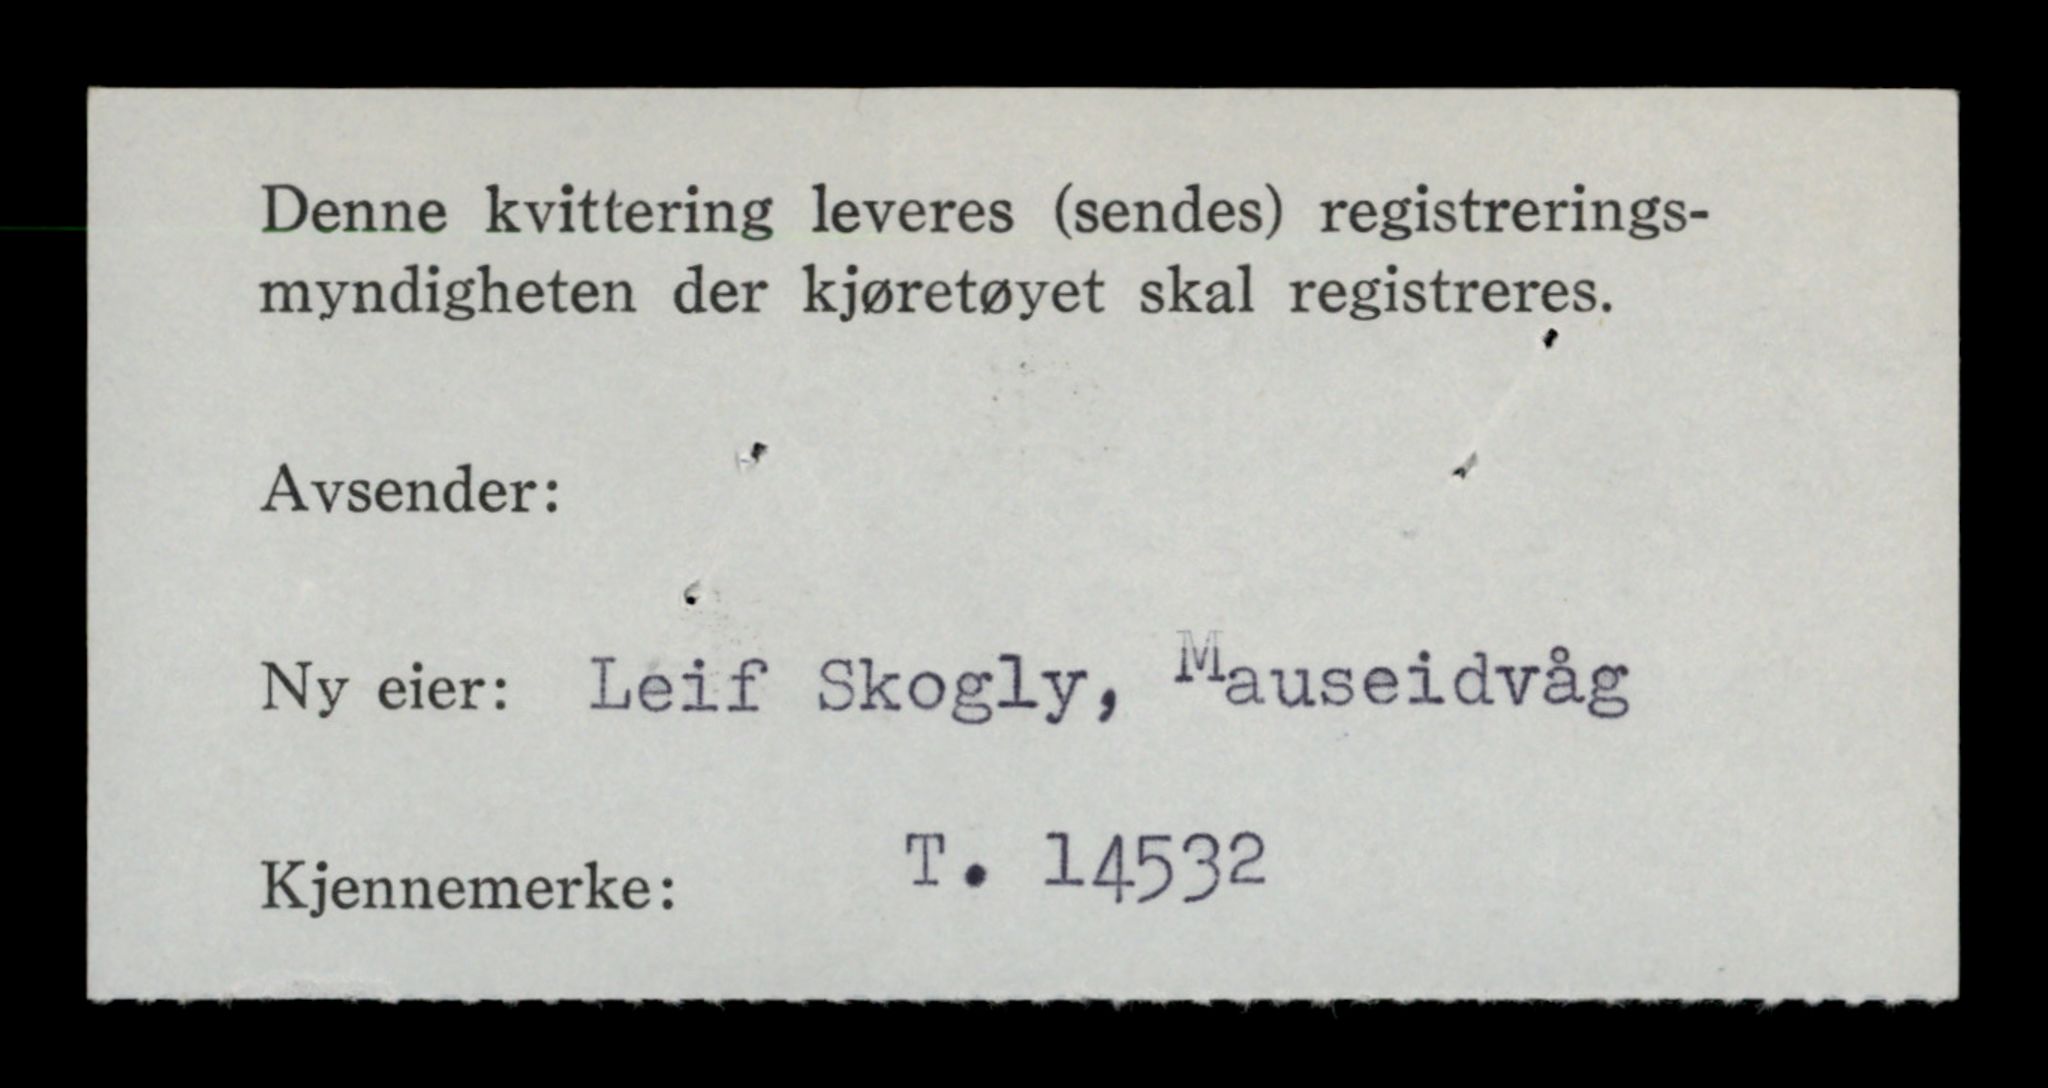 Denne kvittering leveres (sendes) registrerings-
myndigheten der kjøretøyet skal registreres.
Avsender:
Ny eier: Leif Skogly, Mauseidvåg
Kjennemerke: T. 14532